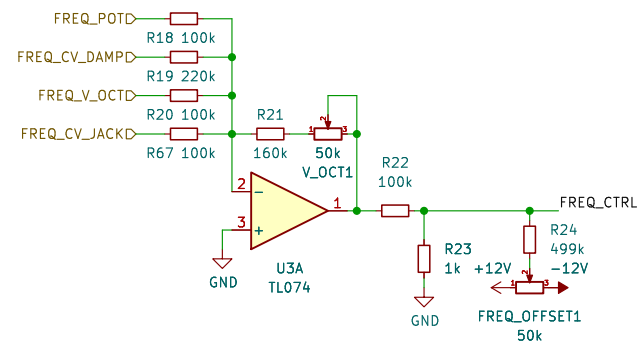 FREQ_POT
R18 100k
FREQ_CV_DAMP
R19 220k
FREQ_V_OCT
R20 100k
FREQ_CV_JACK
R67 100k
R21
160k
1
2
3
50k
V_OCT1
2
3
1
GND
U3A
TL074
R22
100k
FREQ_CTRL
R23
1k
GND
R24
499k
+12V
-12V
1
2
3
FREQ_OFFSET1
50k